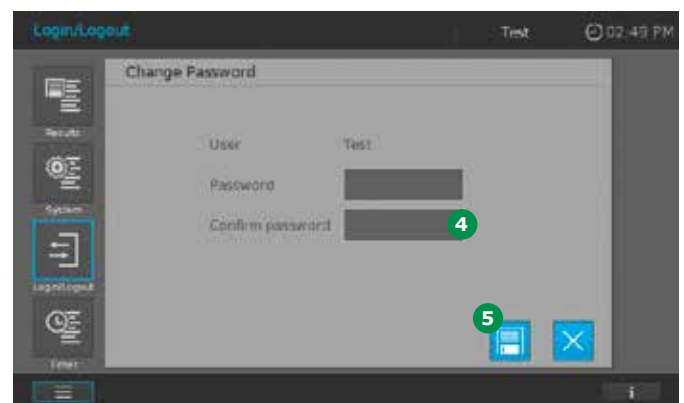 Login/Logout Test 02:49 PM
Change Password
Results
User Test
System
Password
Confirm password 4
Login/Logout
5
Timer
i